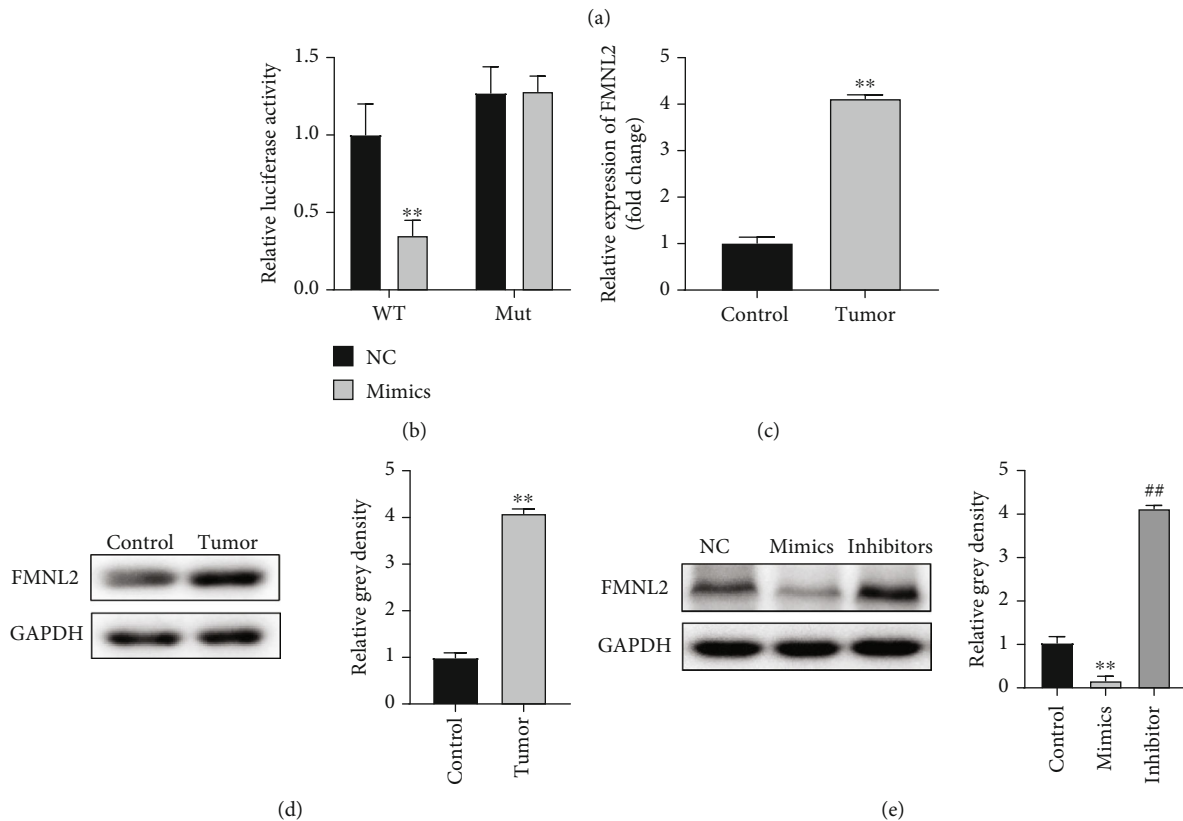 (a)
Relative luciferase activity
1.5
1.0
0.5
0.0
**
WT Mut
NC
Mimics
(b)
Relative expression of FMNL2
(fold change)
5
4
3
2
1
0
**
Control Tumor
(c)
Control Tumor
FMNL2
GAPDH
Relative grey density
5
4
3
2
1
0
**
Control
Tumor
(d)
NC Mimics Inhibitors
FMNL2
GAPDH
Relative grey density
5
4
3
2
1
0
**
##
Control
Mimics
Inhibitor
(e)